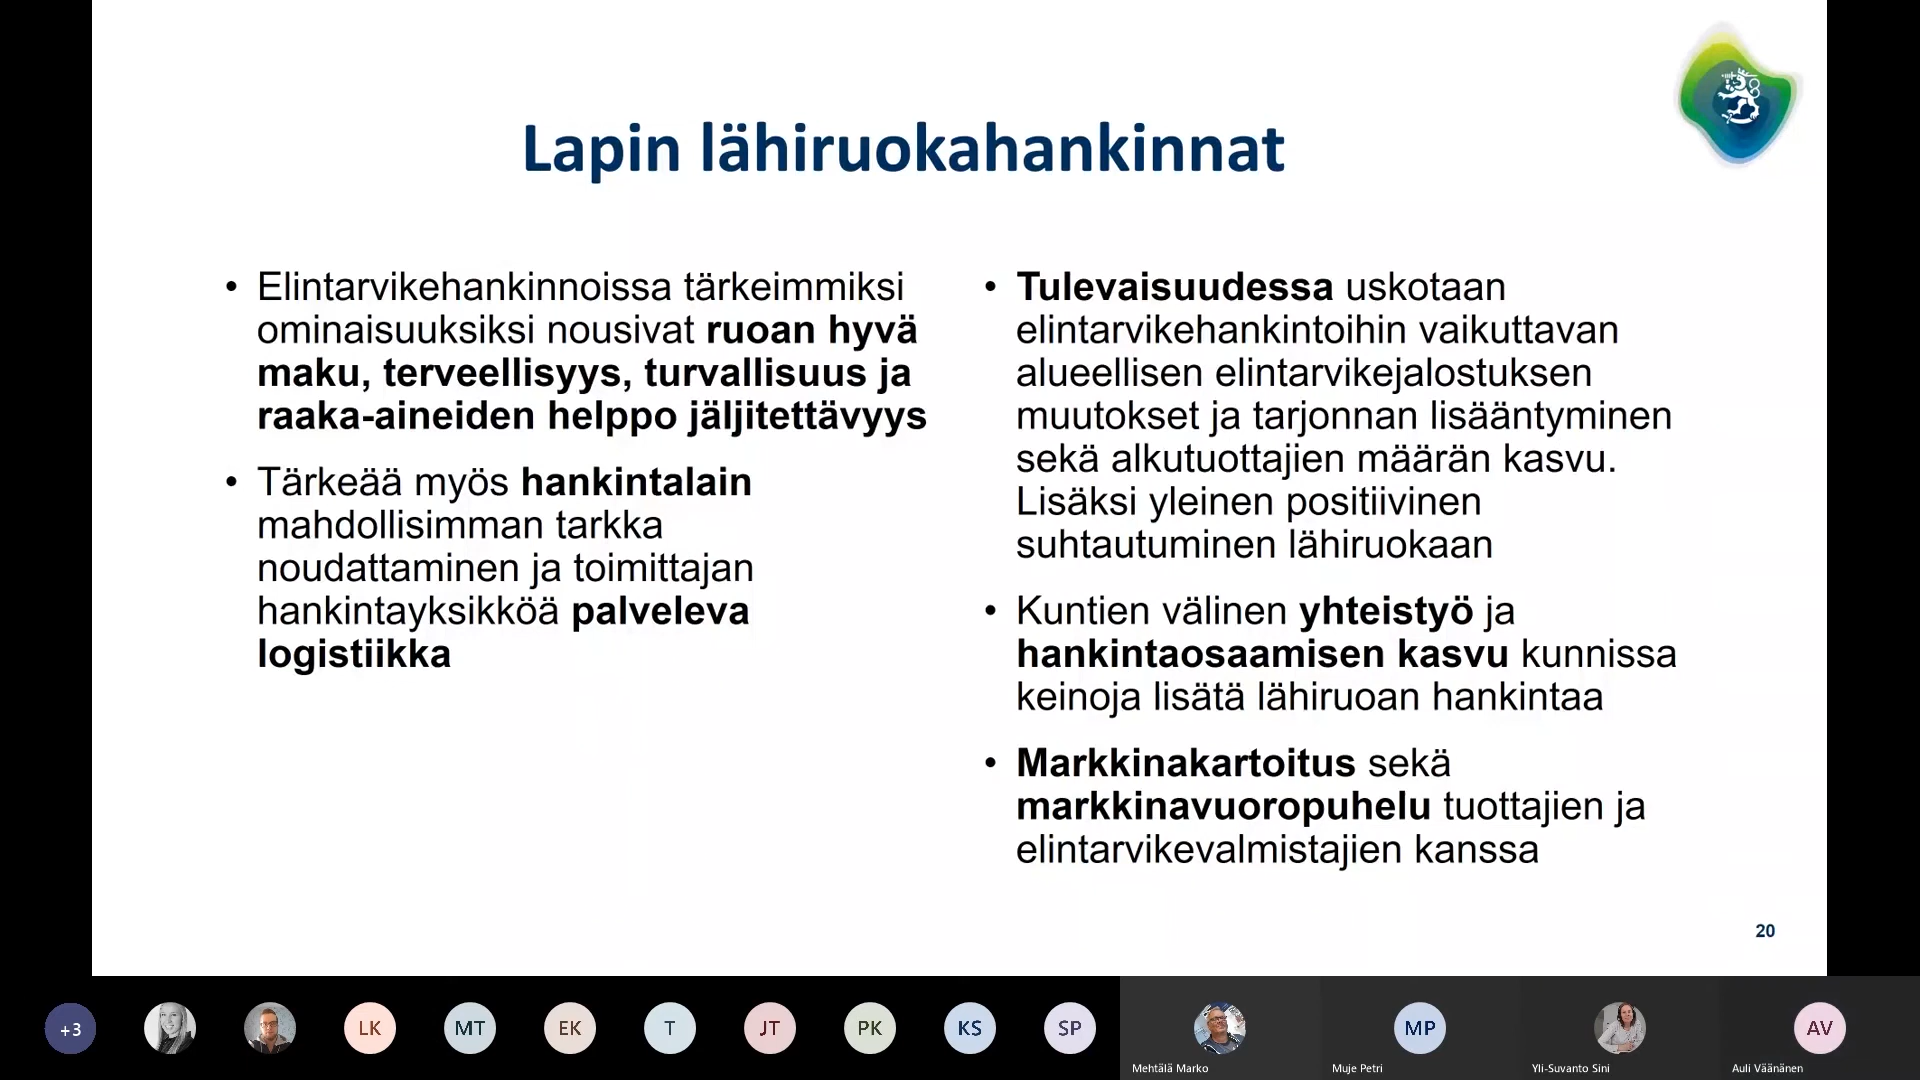 Lapin lähiruokahankinnat
• Elintarvikehankinnoissa tärkeimmiksi
ominaisuuksiksi nousivat ruoan hyvä
maku, terveellisyys, turvallisuus ja
raaka-aineiden helppo jäljitettävyys
• Tärkeää myös hankintalain
mahdollisimman tarkka
noudattaminen ja toimittajan
hankintayksikköä palveleva
logistiikka
• Tulevaisuudessa uskotaan
elintarvikehankintoihin vaikuttavan
alueellisen elintarvikejalostuksen
muutokset ja tarjonnan lisääntyminen
sekä alkutuottajien määrän kasvu.
Lisäksi yleinen positiivinen
suhtautuminen lähiruokaan
• Kuntien välinen yhteistyö ja
hankintaosaamisen kasvu kunnissa
keinoja lisätä lähiruoan hankintaa
• Markkinakartoitus sekä
markkinavuoropuhelu tuottajien ja
elintarvikevalmistajien kanssa
20
+3 LK MT EK T JT PK KS SP MP AV
Mehtälä Marko Muje Petri Yli-Suvanto Sini Auli Väänänen